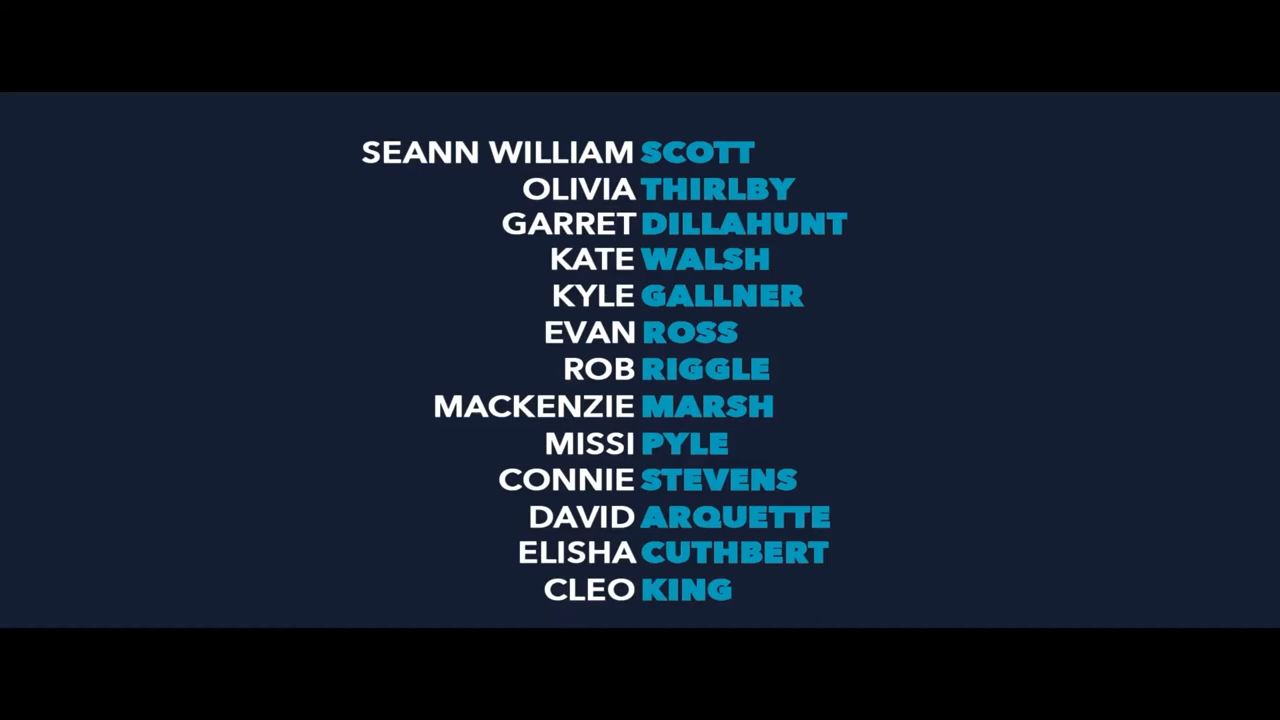 SEANN WILLIAM SCOTT
OLIVIA THIRLBY
GARRET DILLAHUNT
KATE WALSH
KYLE GALLNER
EVAN ROSS
ROB RIGGLE
MACKENZIE MARSH
MISSI PYLE
CONNIE STEVENS
DAVID ARQUETTE
ELISHA CUTHBERT
CLEO KING